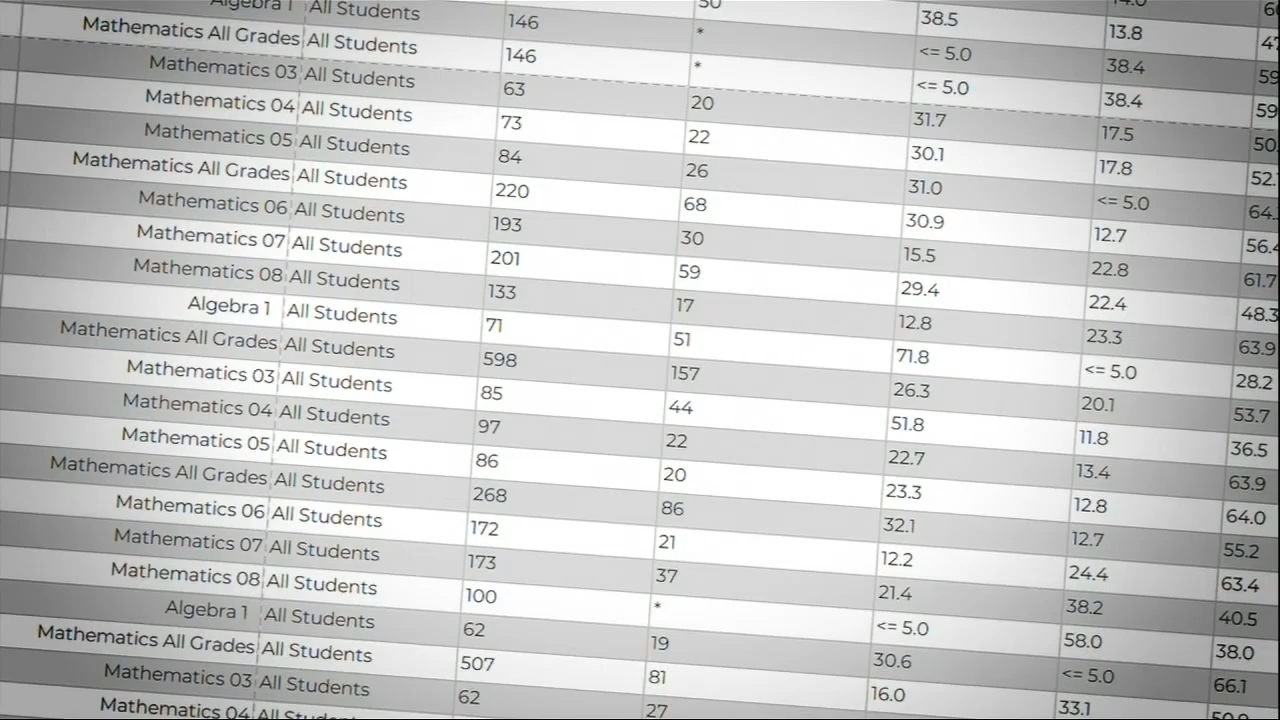 38.5 13.8
Algebra 1 All Students 146 * <= 5.0 38.4
Mathematics All Grades All Students 146 * <= 5.0 38.4
Mathematics 03 All Students 63 20 31.7 17.5
Mathematics 04 All Students 73 22 30.1 17.8
Mathematics 05 All Students 84 26 31.0 <= 5.0
Mathematics All Grades All Students 220 68 30.9 12.7 56.4
Mathematics 06 All Students 193 30 15.5 22.8 61.7
Mathematics 07 All Students 201 59 29.4 22.4 48.3
Mathematics 08 All Students 133 17 12.8 23.3 63.9
Algebra 1 All Students 71 51 71.8 <= 5.0 28.2
Mathematics All Grades All Students 598 157 26.3 20.1 53.7
Mathematics 03 All Students 85 44 51.8 11.8 36.5
Mathematics 04 All Students 97 22 22.7 13.4 63.9
Mathematics 05 All Students 86 20 23.3 12.8 64.0
Mathematics All Grades All Students 268 86 32.1 12.7 55.2
Mathematics 06 All Students 172 21 12.2 24.4 63.4
Mathematics 07 All Students 173 37 21.4 38.2 40.5
Mathematics 08 All Students 100 * <= 5.0 58.0 38.0
Algebra 1 All Students 62 19 30.6 <= 5.0 66.1
Mathematics All Grades All Students 507 81 16.0 33.1
Mathematics 03 All Students 62 27
Mathematics 04 All Students